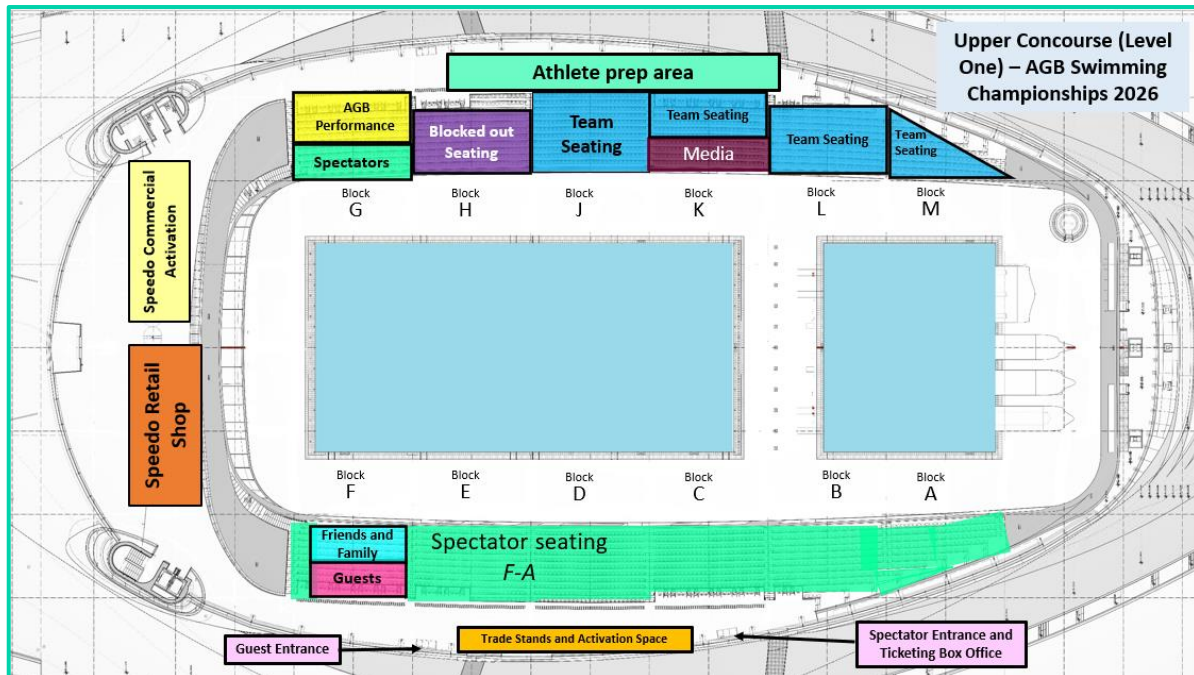 Upper Concourse (Level
One) – AGB Swimming
Championships 2026
Athlete prep area
AGB
Performance
Spectators
Blocked out
Seating
Team
Seating
Team Seating
Media
Team Seating
Team
Seating
Block
G
Block
H
Block
J
Block
K
Block
L
Block
M
Speedo Commercial
Activation
Speedo Retail
Shop
Block
F
Block
E
Block
D
Block
C
Block
B
Block
A
Friends and
Family
Guests
Spectator seating
F-A
Guest Entrance
Trade Stands and Activation Space
Spectator Entrance and
Ticketing Box Office